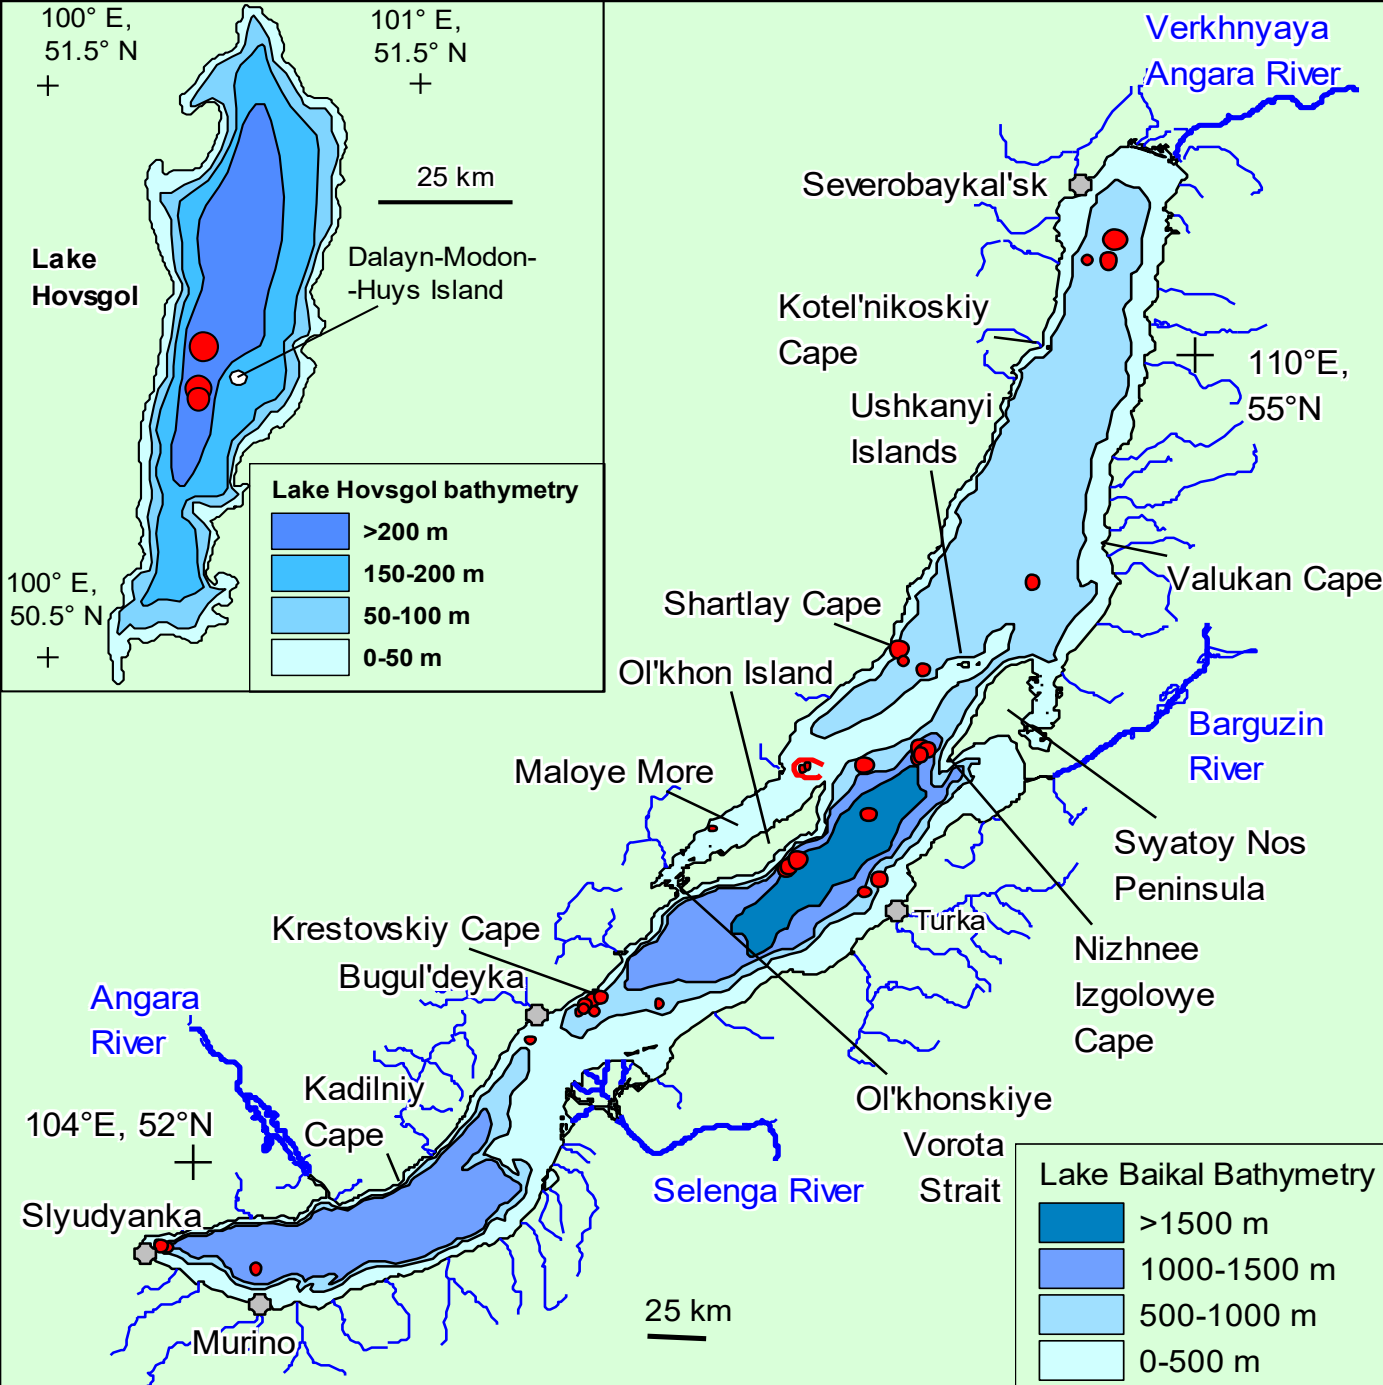 100° E,
51.5° N
101° E,
51.5° N
25 km
Lake
Hovsgol
Dalayn-Modon-
-Huys Island
Lake Hovsgol bathymetry
>200 m
150-200 m
50-100 m
0-50 m
100° E,
50.5° N
Verkhnyaya
Angara River
Severobaykal'sk
Kotel'nikoskiy
Cape
110°E,
55°N
Ushkanyi
Islands
Valukan Cape
Shartlay Cape
Ol'khon Island
Barguzin
River
Maloye More
Svyatoy Nos
Peninsula
Turka
Krestovskiy Cape
Bugul'deyka
Nizhnee
Izgolovye
Cape
Angara
River
Kadilniy
Cape
Ol'khonskiye
Vorota
Strait
104°E, 52°N
Selenga River
Slyudyanka
Murino
25 km
Lake Baikal Bathymetry
>1500 m
1000-1500 m
500-1000 m
0-500 m